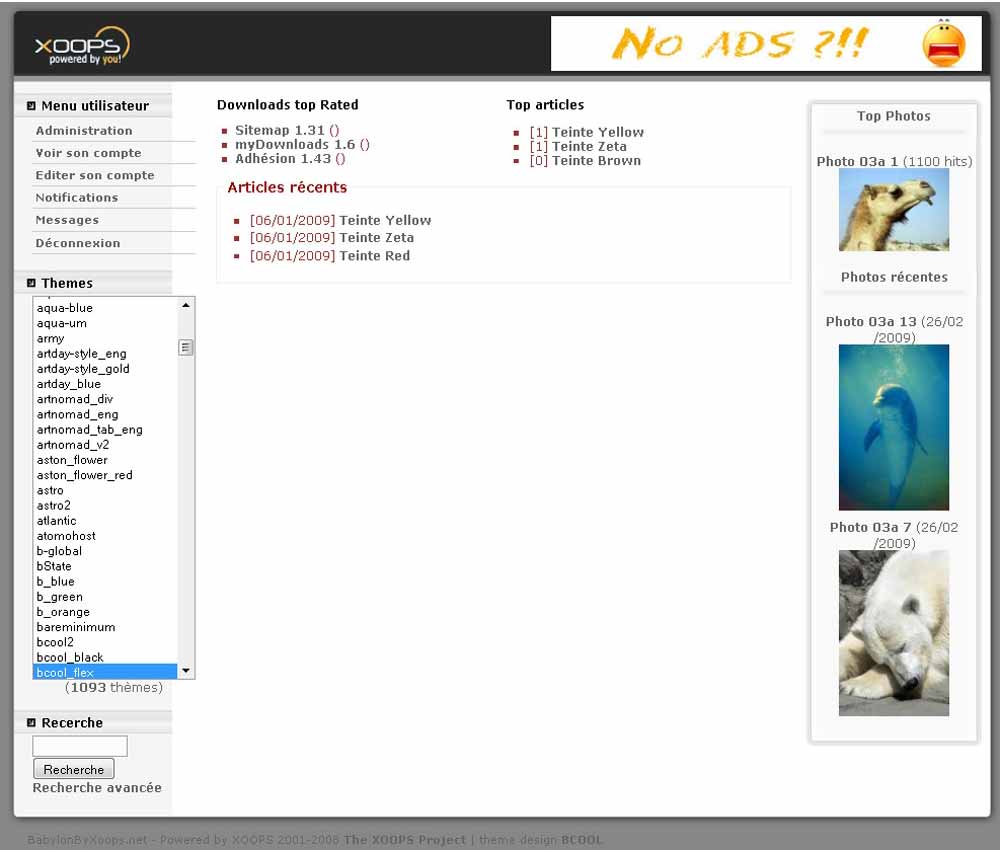 XOOPS
powered by you!
No ADS ?!!
Menu utilisateur
Administration
Voir son compte
Editer son compte
Notifications
Messages
Déconnexion
Themes
aqua-blue
aqua-um
army
artday-style_eng
artday-style_gold
artday_blue
artnomad_div
artnomad_eng
artnomad_tab_eng
artnomad_v2
aston_flower
aston_flower_red
astro
astro2
atlantic
atomohost
b-global
bState
b_blue
b_green
b_orange
bareminimum
bcool2
bcool_black
bcool_flex
(1093 thèmes)
Recerche
Recherche
Recherche avancée
Downloads top Rated
Sitemap 1.31 ()
myDownloads 1.6 ()
Adhésion 1.43 ()
Top articles
[1] Teinte Yellow
[1] Teinte Zeta
[0] Teinte Brown
Articles récents
[06/01/2009] Teinte Yellow
[06/01/2009] Teinte Zeta
[06/01/2009] Teinte Red
Top Photos
Photo 03a 1 (1100 hits)
Photos récentes
Photo 03a 13 (26/02
/2009)
Photo 03a 7 (26/02
/2009)
BabylonByXoops.net - Powered by XOOPS 2001-2008 The XOOPS Project | theme design BCOOL